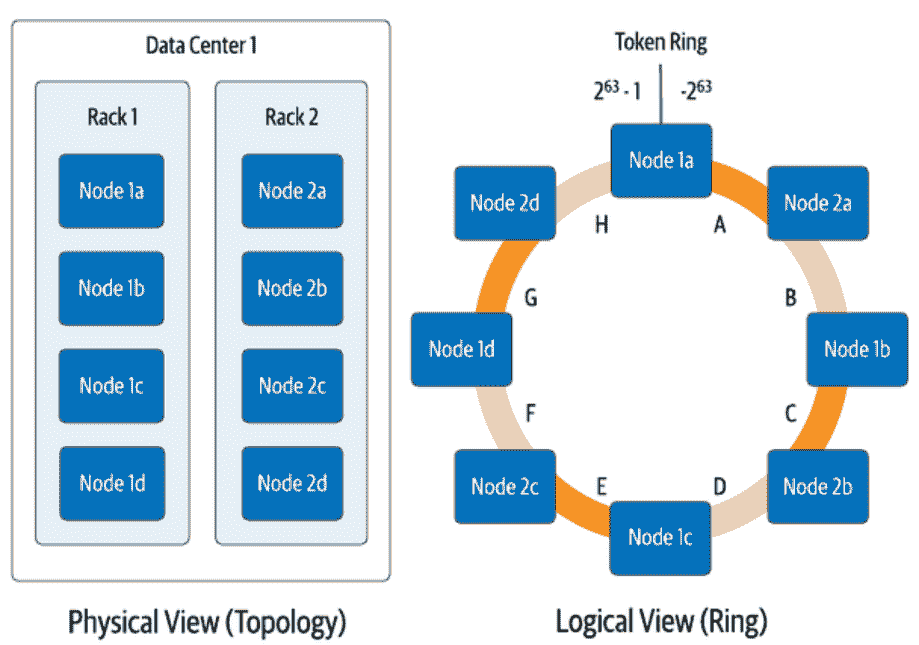 Data Center 1
Rack 1
Node 1a
Node 1b
Node 1c
Node 1d
Rack 2
Node 2a
Node 2b
Node 2c
Node 2d
Physical View (Topology)
Token Ring
2⁶³ - 1
-2⁶³
Node 1a
A
Node 2a
B
Node 1b
C
Node 2b
D
Node 1c
E
Node 2c
F
Node 1d
G
Node 2d
H
Logical View (Ring)